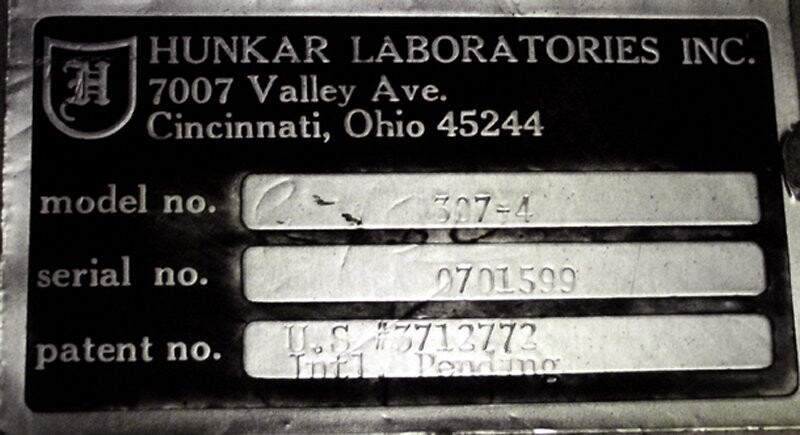 H
HUNKAR LABORATORIES INC.
7007 Valley Ave.
Cincinnati, Ohio 45244
model no. 307-4
serial no. 0701599
patent no. U.S #3712772
Intl. Pending